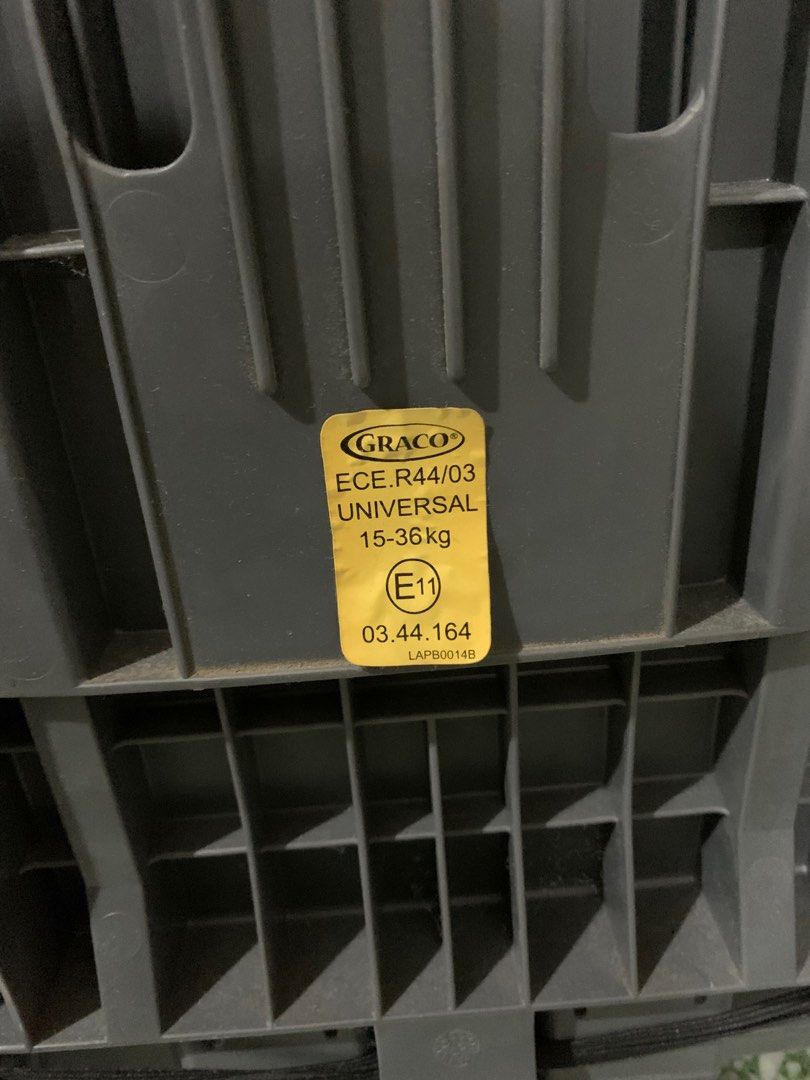 GRACO®
ECE.R44/03
UNIVERSAL
15-36kg
E11
03.44.164
LAPB0014B